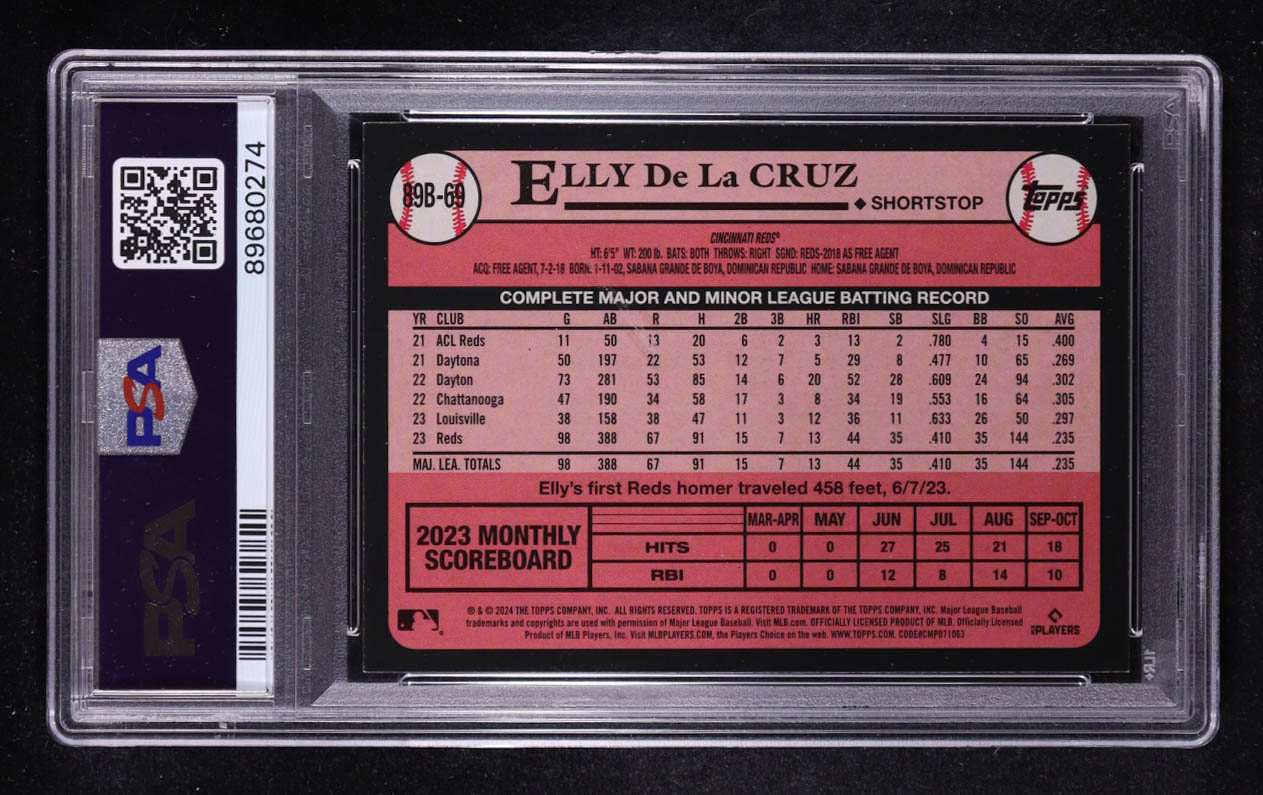 89680274
PSA
PSA
89B-69
ELLY De La CRUZ
◆ SHORTSTOP
Topps
CINCINNATI REDS®
HT: 6'5" WT: 200 lb. BATS: BOTH THROWS: RIGHT SGND: REDS-2018 AS FREE AGENT
ACQ: FREE AGENT, 7-2-18 BORN: 1-11-02, SABANA GRANDE DE BOYA, DOMINICAN REPUBLIC HOME: SABANA GRANDE DE BOYA, DOMINICAN REPUBLIC
COMPLETE MAJOR AND MINOR LEAGUE BATTING RECORD
YR CLUB G AB R H 2B 3B HR RBI SB SLG BB SO AVG
21 ACL Reds 11 50 13 20 6 2 3 13 2 .780 4 15 .400
21 Daytona 50 197 22 53 12 7 5 29 8 .477 10 65 .269
22 Dayton 73 281 53 85 14 6 20 52 28 .609 24 94 .302
22 Chattanooga 47 190 34 58 17 3 8 34 19 .553 16 64 .305
23 Louisville 38 158 38 47 11 3 12 36 11 .633 26 50 .297
23 Reds 98 388 67 91 15 7 13 44 35 .410 35 144 .235
MAJ. LEA. TOTALS 98 388 67 91 15 7 13 44 35 .410 35 144 .235
Elly's first Reds homer traveled 458 feet, 6/7/23.
2023 MONTHLY
SCOREBOARD
MAR-APR MAY JUN JUL AUG SEP-OCT
HITS 0 0 27 25 21 18
RBI 0 0 12 8 14 10
® & © 2024 THE TOPPS COMPANY, INC. ALL RIGHTS RESERVED. TOPPS IS A REGISTERED TRADEMARK OF THE TOPPS COMPANY, INC. Major League Baseball
trademarks and copyrights are used with permission of Major League Baseball. Visit MLB.com. OFFICIALLY LICENSED PRODUCT OF MLB. Officially Licensed
Product of MLB Players, Inc. Visit MLBPLAYERS.COM, the Players Choice on the web. WWW.TOPPS.COM. CODE#CMP071063
MLBPLAYERS
PSA